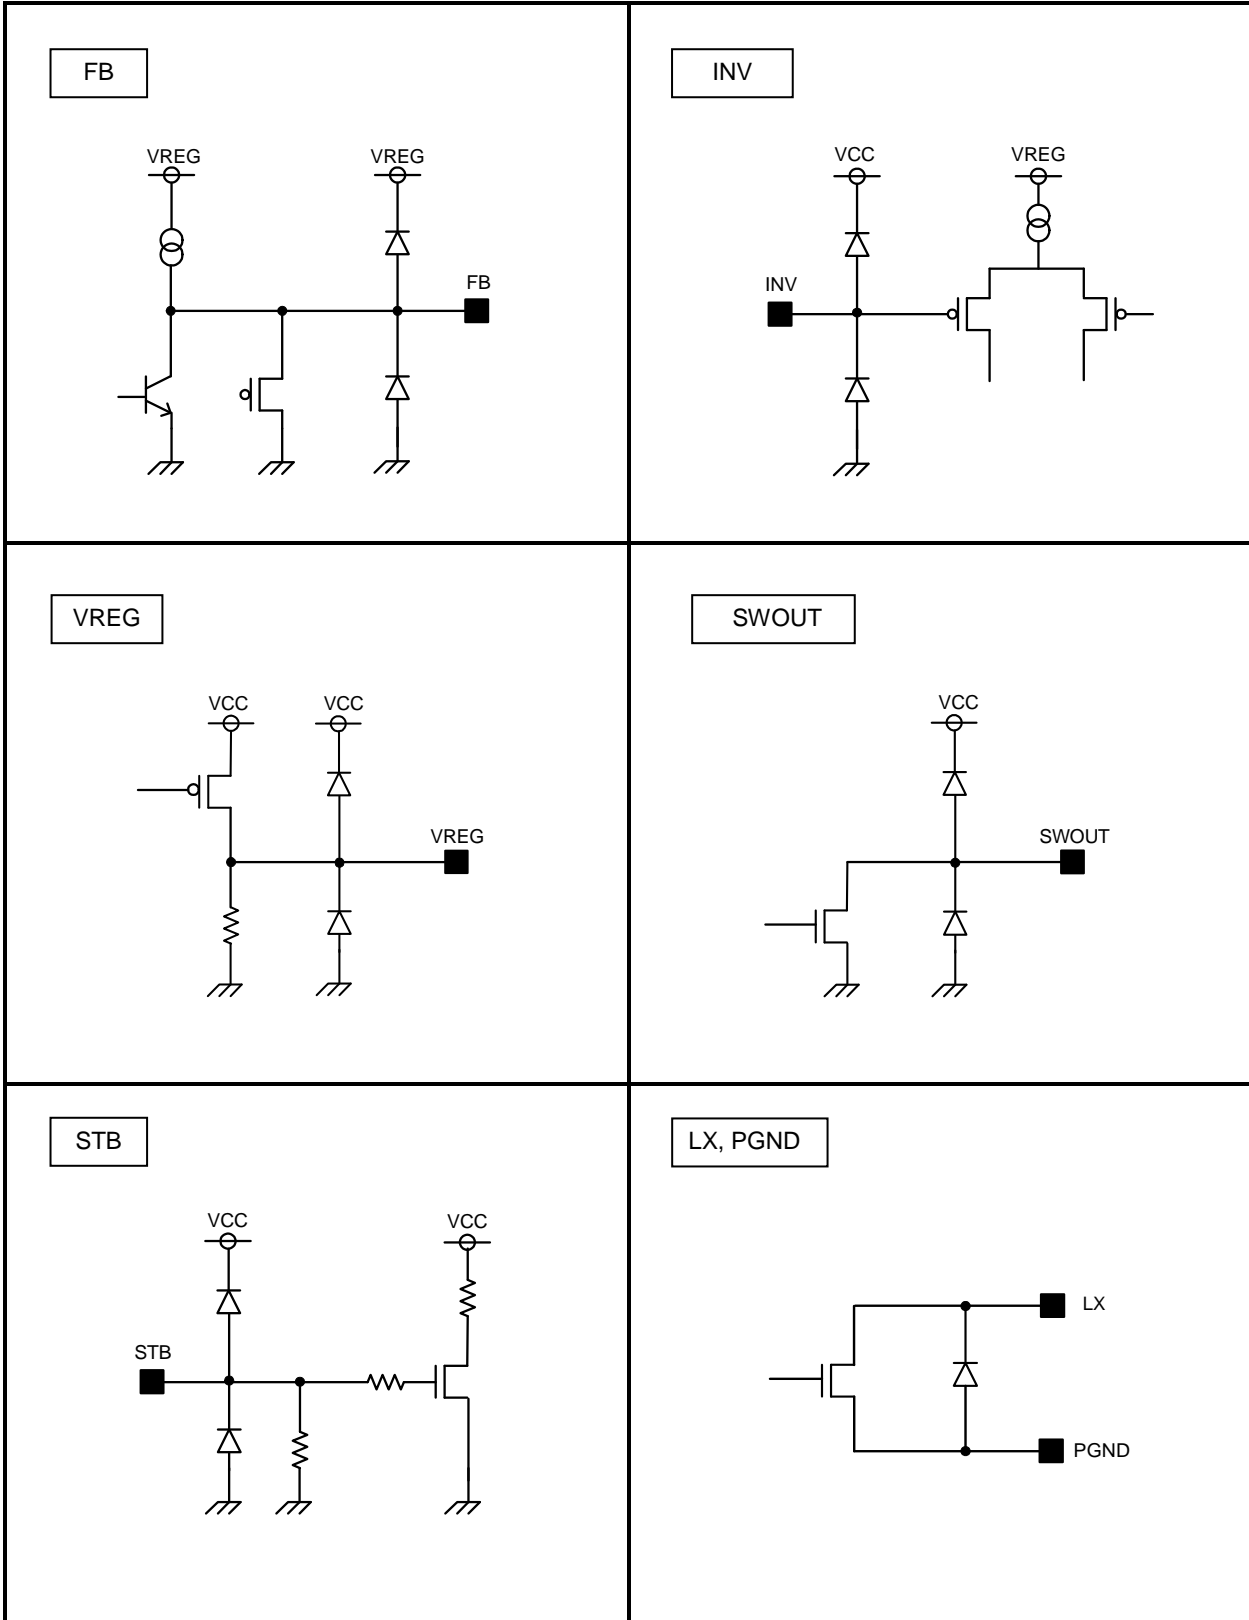 FB
VREG
VREG
FB
INV
VCC
VREG
INV
VREG
VCC
VCC
VREG
SWOUT
VCC
SWOUT
STB
VCC
VCC
STB
LX, PGND
LX
PGND